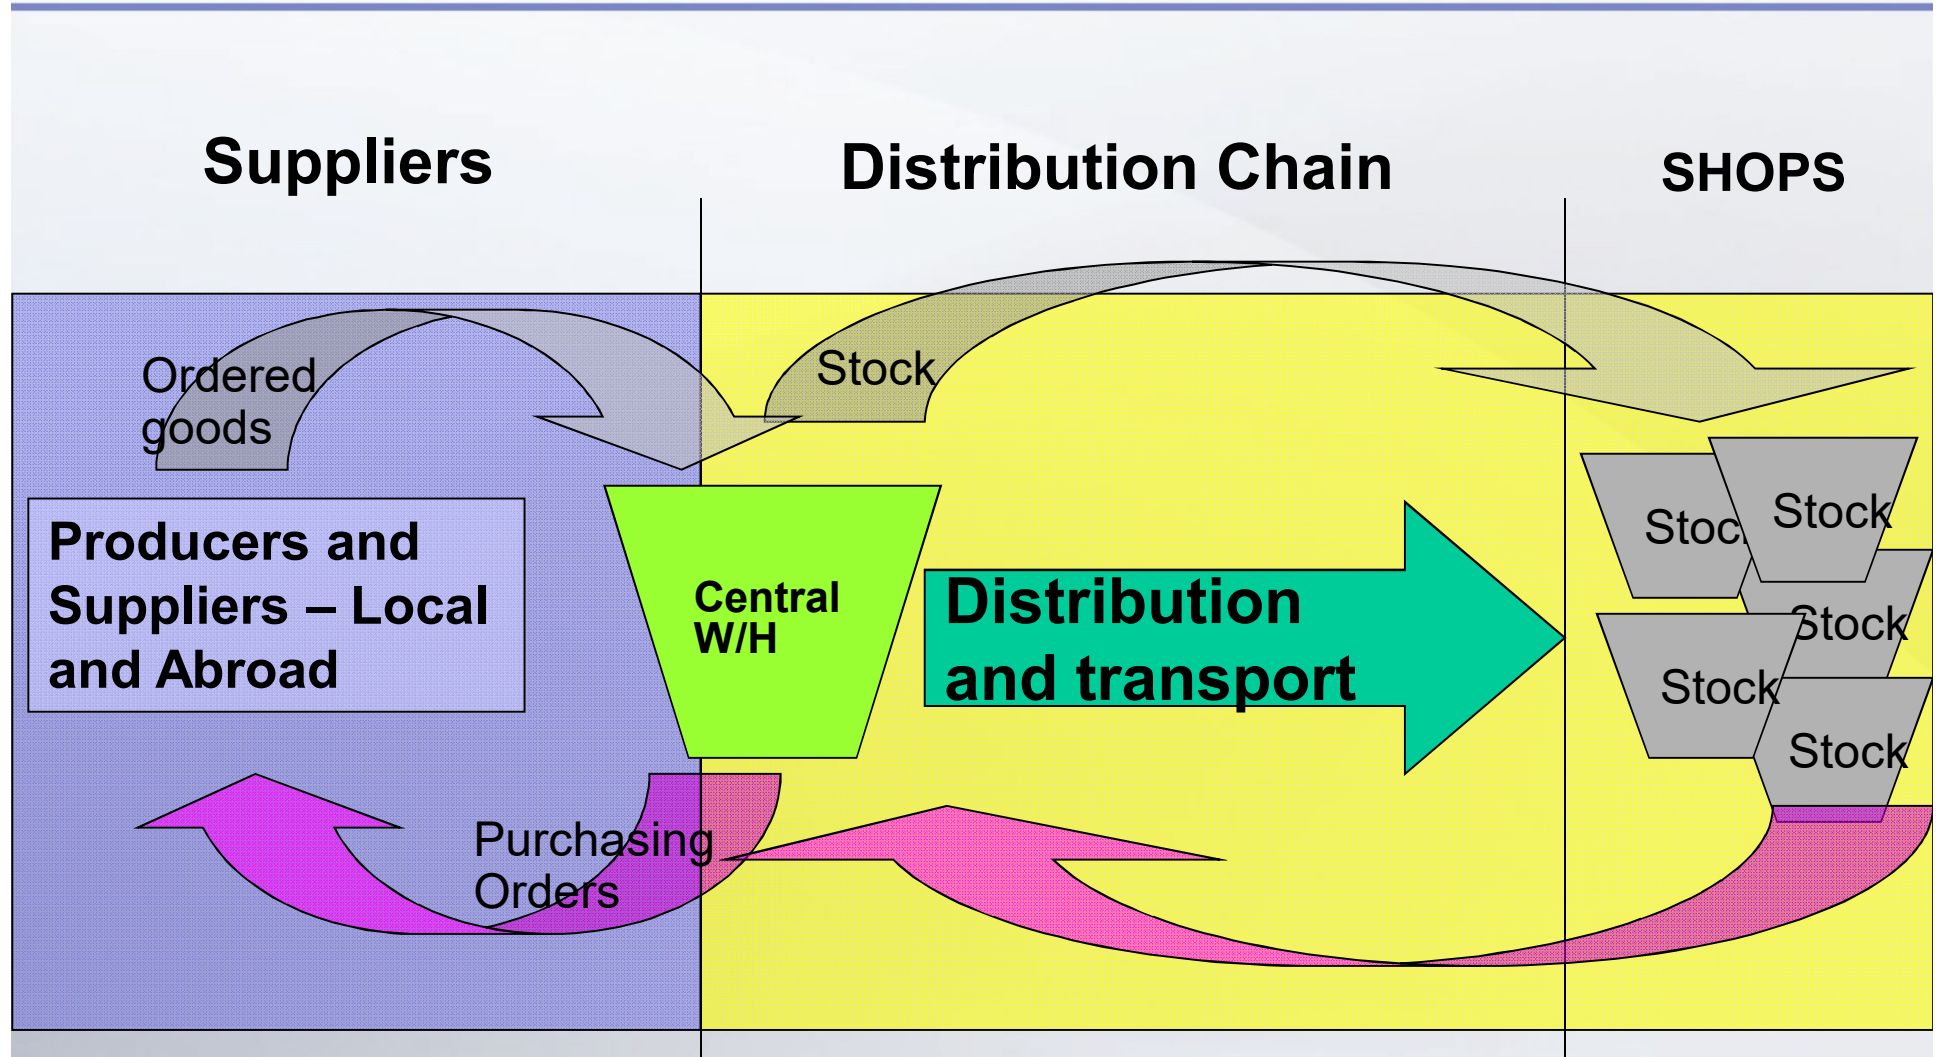 Suppliers
Distribution Chain
SHOPS
Ordered
goods
Stock
Producers and
Suppliers – Local
and Abroad
Central
W/H
Distribution
and transport
Stock
Stock
Stock
Stock
Stock
Purchasing
Orders